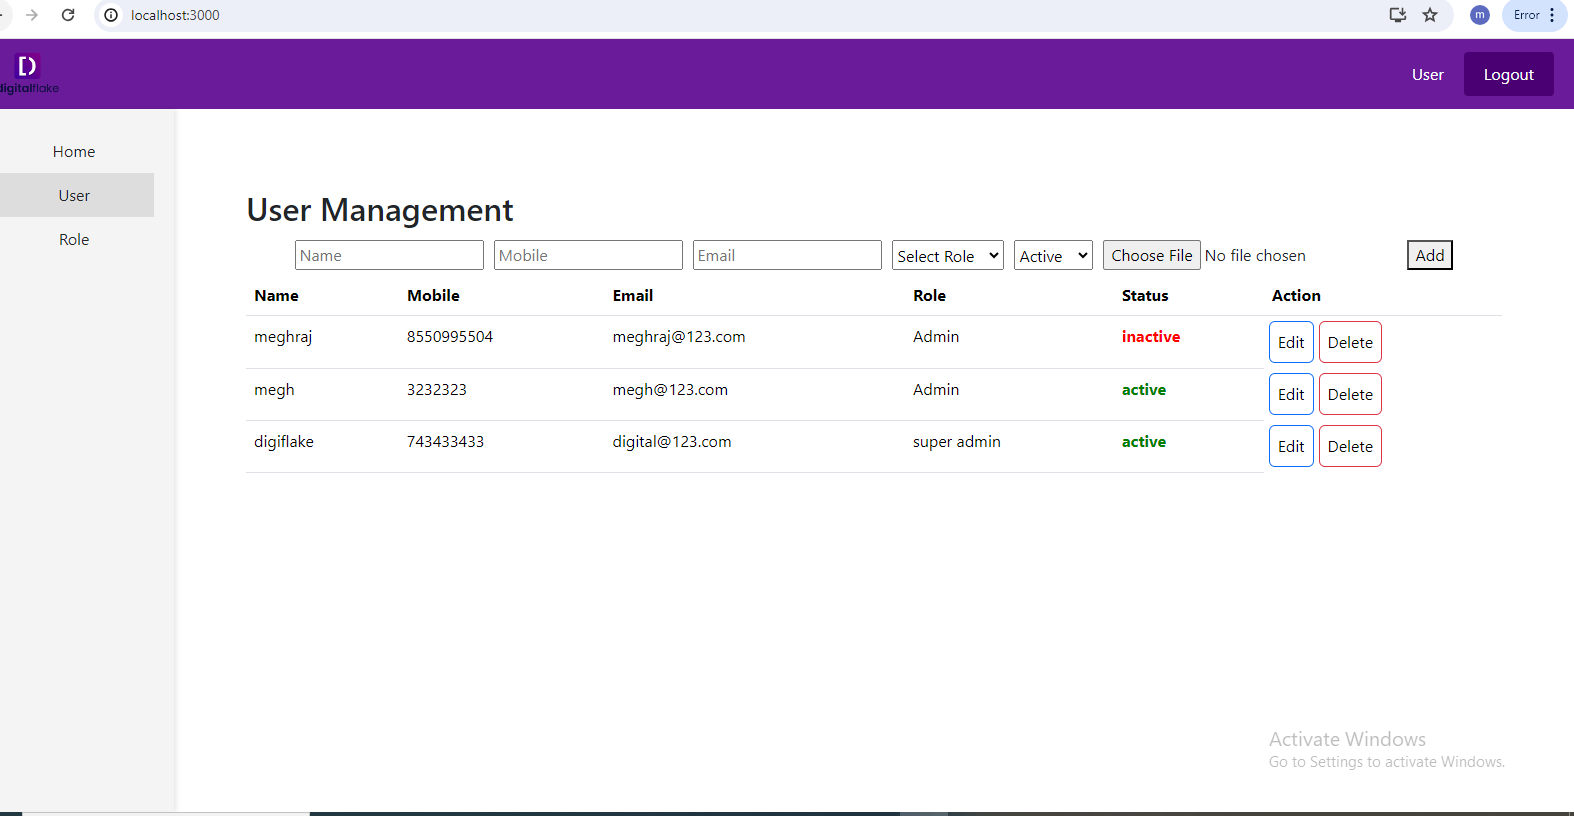 localhost:3000
m
Error
digitalflake
User
Logout
Home
User
Role
User Management
Name Mobile Email Select Role Active Choose File No file chosen Add
Name Mobile Email Role Status Action
meghraj 8550995504 meghraj@123.com Admin inactive Edit Delete
megh 3232323 megh@123.com Admin active Edit Delete
digiflake 743433433 digital@123.com super admin active Edit Delete
Activate Windows
Go to Settings to activate Windows.